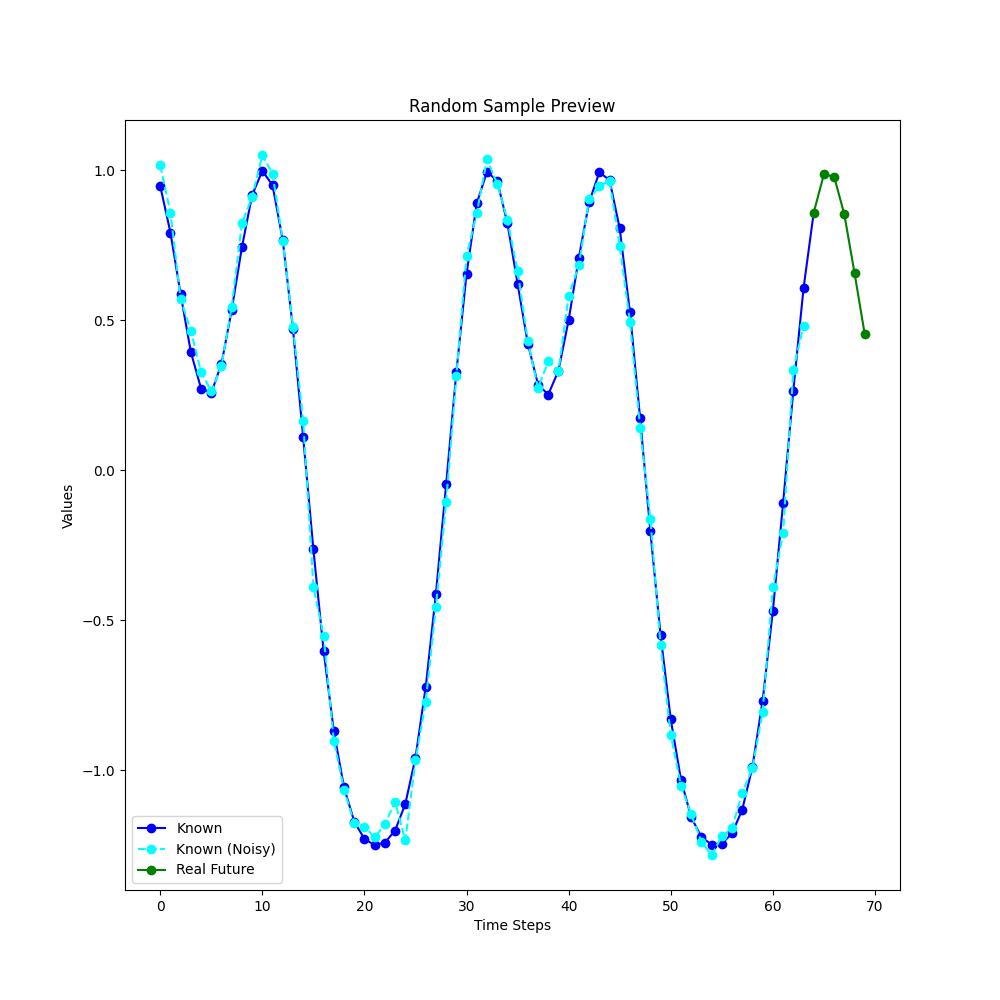 Random Sample Preview
1.0
0.5
0.0
−0.5
−1.0
Values
Known
Known (Noisy)
Real Future
0 10 20 30 40 50 60 70
Time Steps